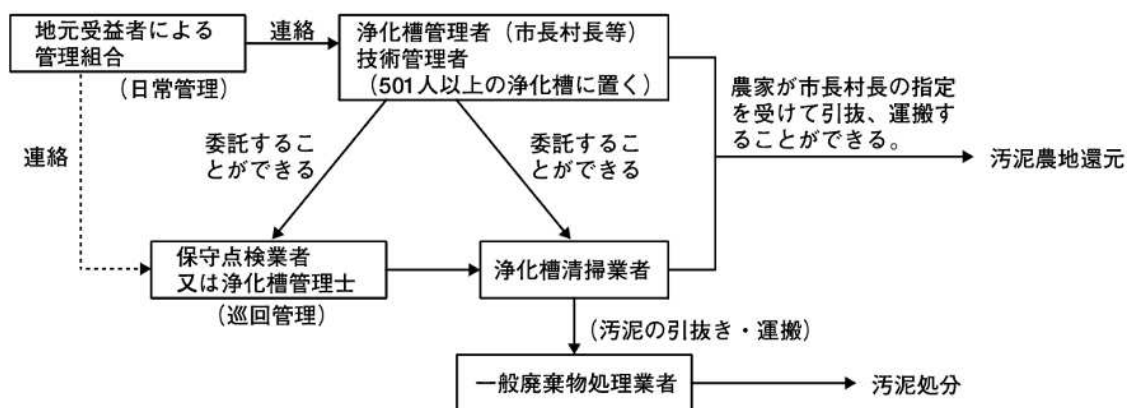 地元受益者による
管理組合
(日常管理)
連絡
浄化槽管理者(市長村長等)
技術管理者
(501人以上の浄化槽に置く)
農家が市長村長の指定
を受けて引抜、運搬す
ることができる。
汚泥農地還元
連絡
委託するこ
とができる
委託するこ
とができる
保守点検業者
又は浄化槽管理士
(巡回管理)
浄化槽清掃業者
(汚泥の引抜き・運搬)
一般廃棄物処理業者
汚泥処分